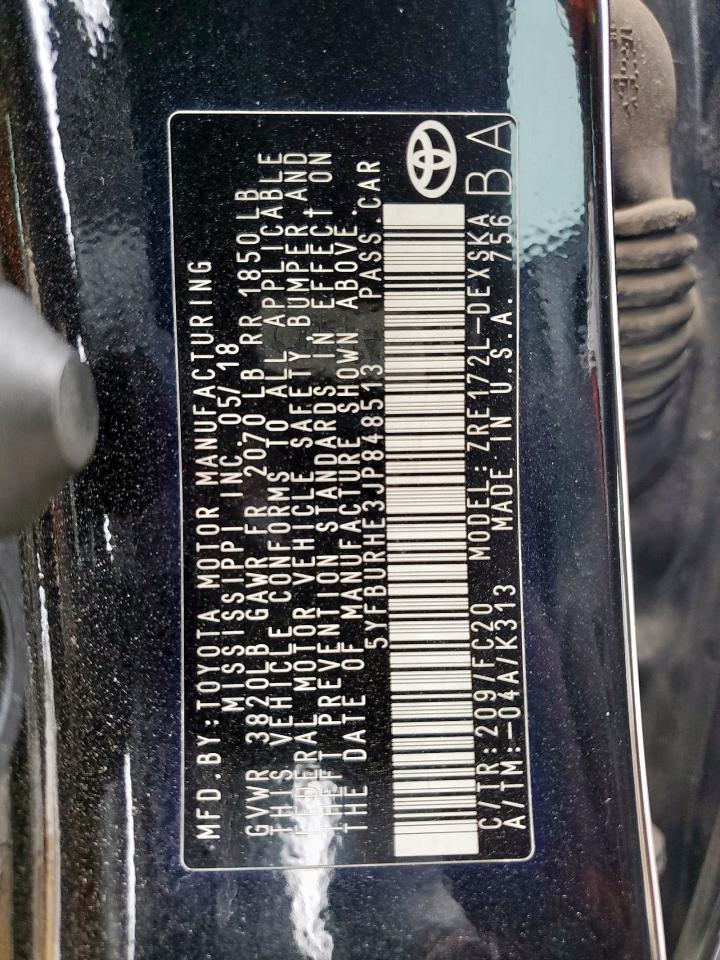 MFD.BY:TOYOTA MOTOR MANUFACTURING
MISSISSIPPI INC. 05/18
GVWR 3820LB GAWR FR 2070 LB RR 1850LB
THIS VEHICLE CONFORMS TO ALL APPLICABLE
FEDERAL MOTOR VEHICLE SAFETY BUMPER AND
THEFT PREVENTION STANDARDS IN EFFECT ON
THE DATE OF MANUFACTURE SHOWN ABOVE.
5YFBURHE3JP848513 PASS.CAR
C/TR:209/FC20 MODEL:ZRE172L-DEXSKA
A/TM:-04A/K313 MADE IN U.S.A. 756
BA